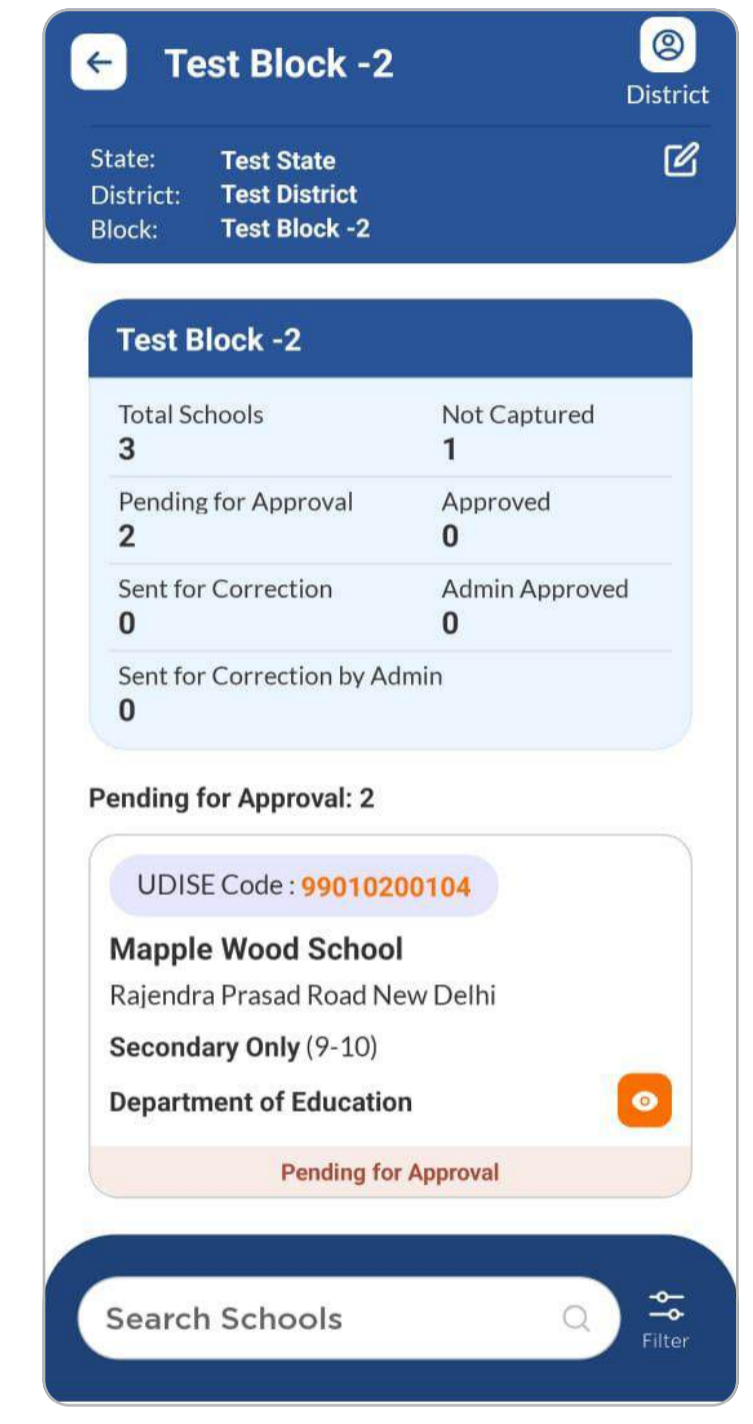 Test Block -2
District
State: Test State
District: Test District
Block: Test Block -2
Test Block -2
Total Schools Not Captured
3 1
Pending for Approval Approved
2 0
Sent for Correction Admin Approved
0 0
Sent for Correction by Admin
0
Pending for Approval: 2
UDISE Code : 99010200104
Mapple Wood School
Rajendra Prasad Road New Delhi
Secondary Only (9-10)
Department of Education
Pending for Approval
Search Schools
Filter